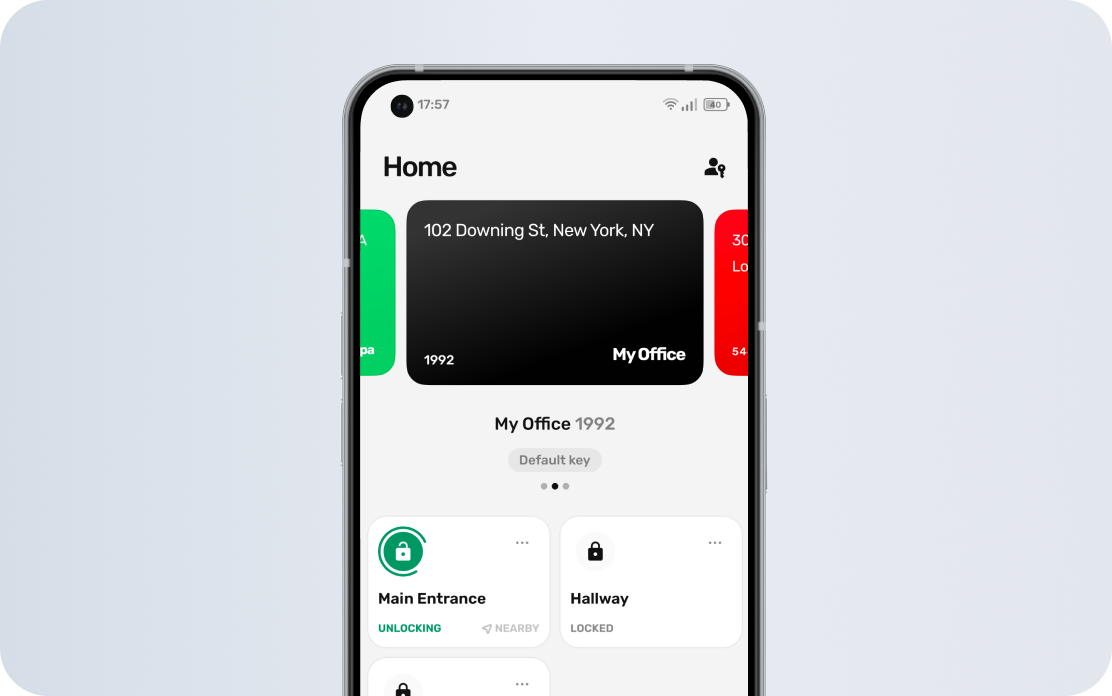 17:57
40
Home
A
102 Downing St, New York, NY
30
Lo
pa
1992
My Office
54
My Office 1992
Default key
Main Entrance
UNLOCKING
NEARBY
Hallway
LOCKED